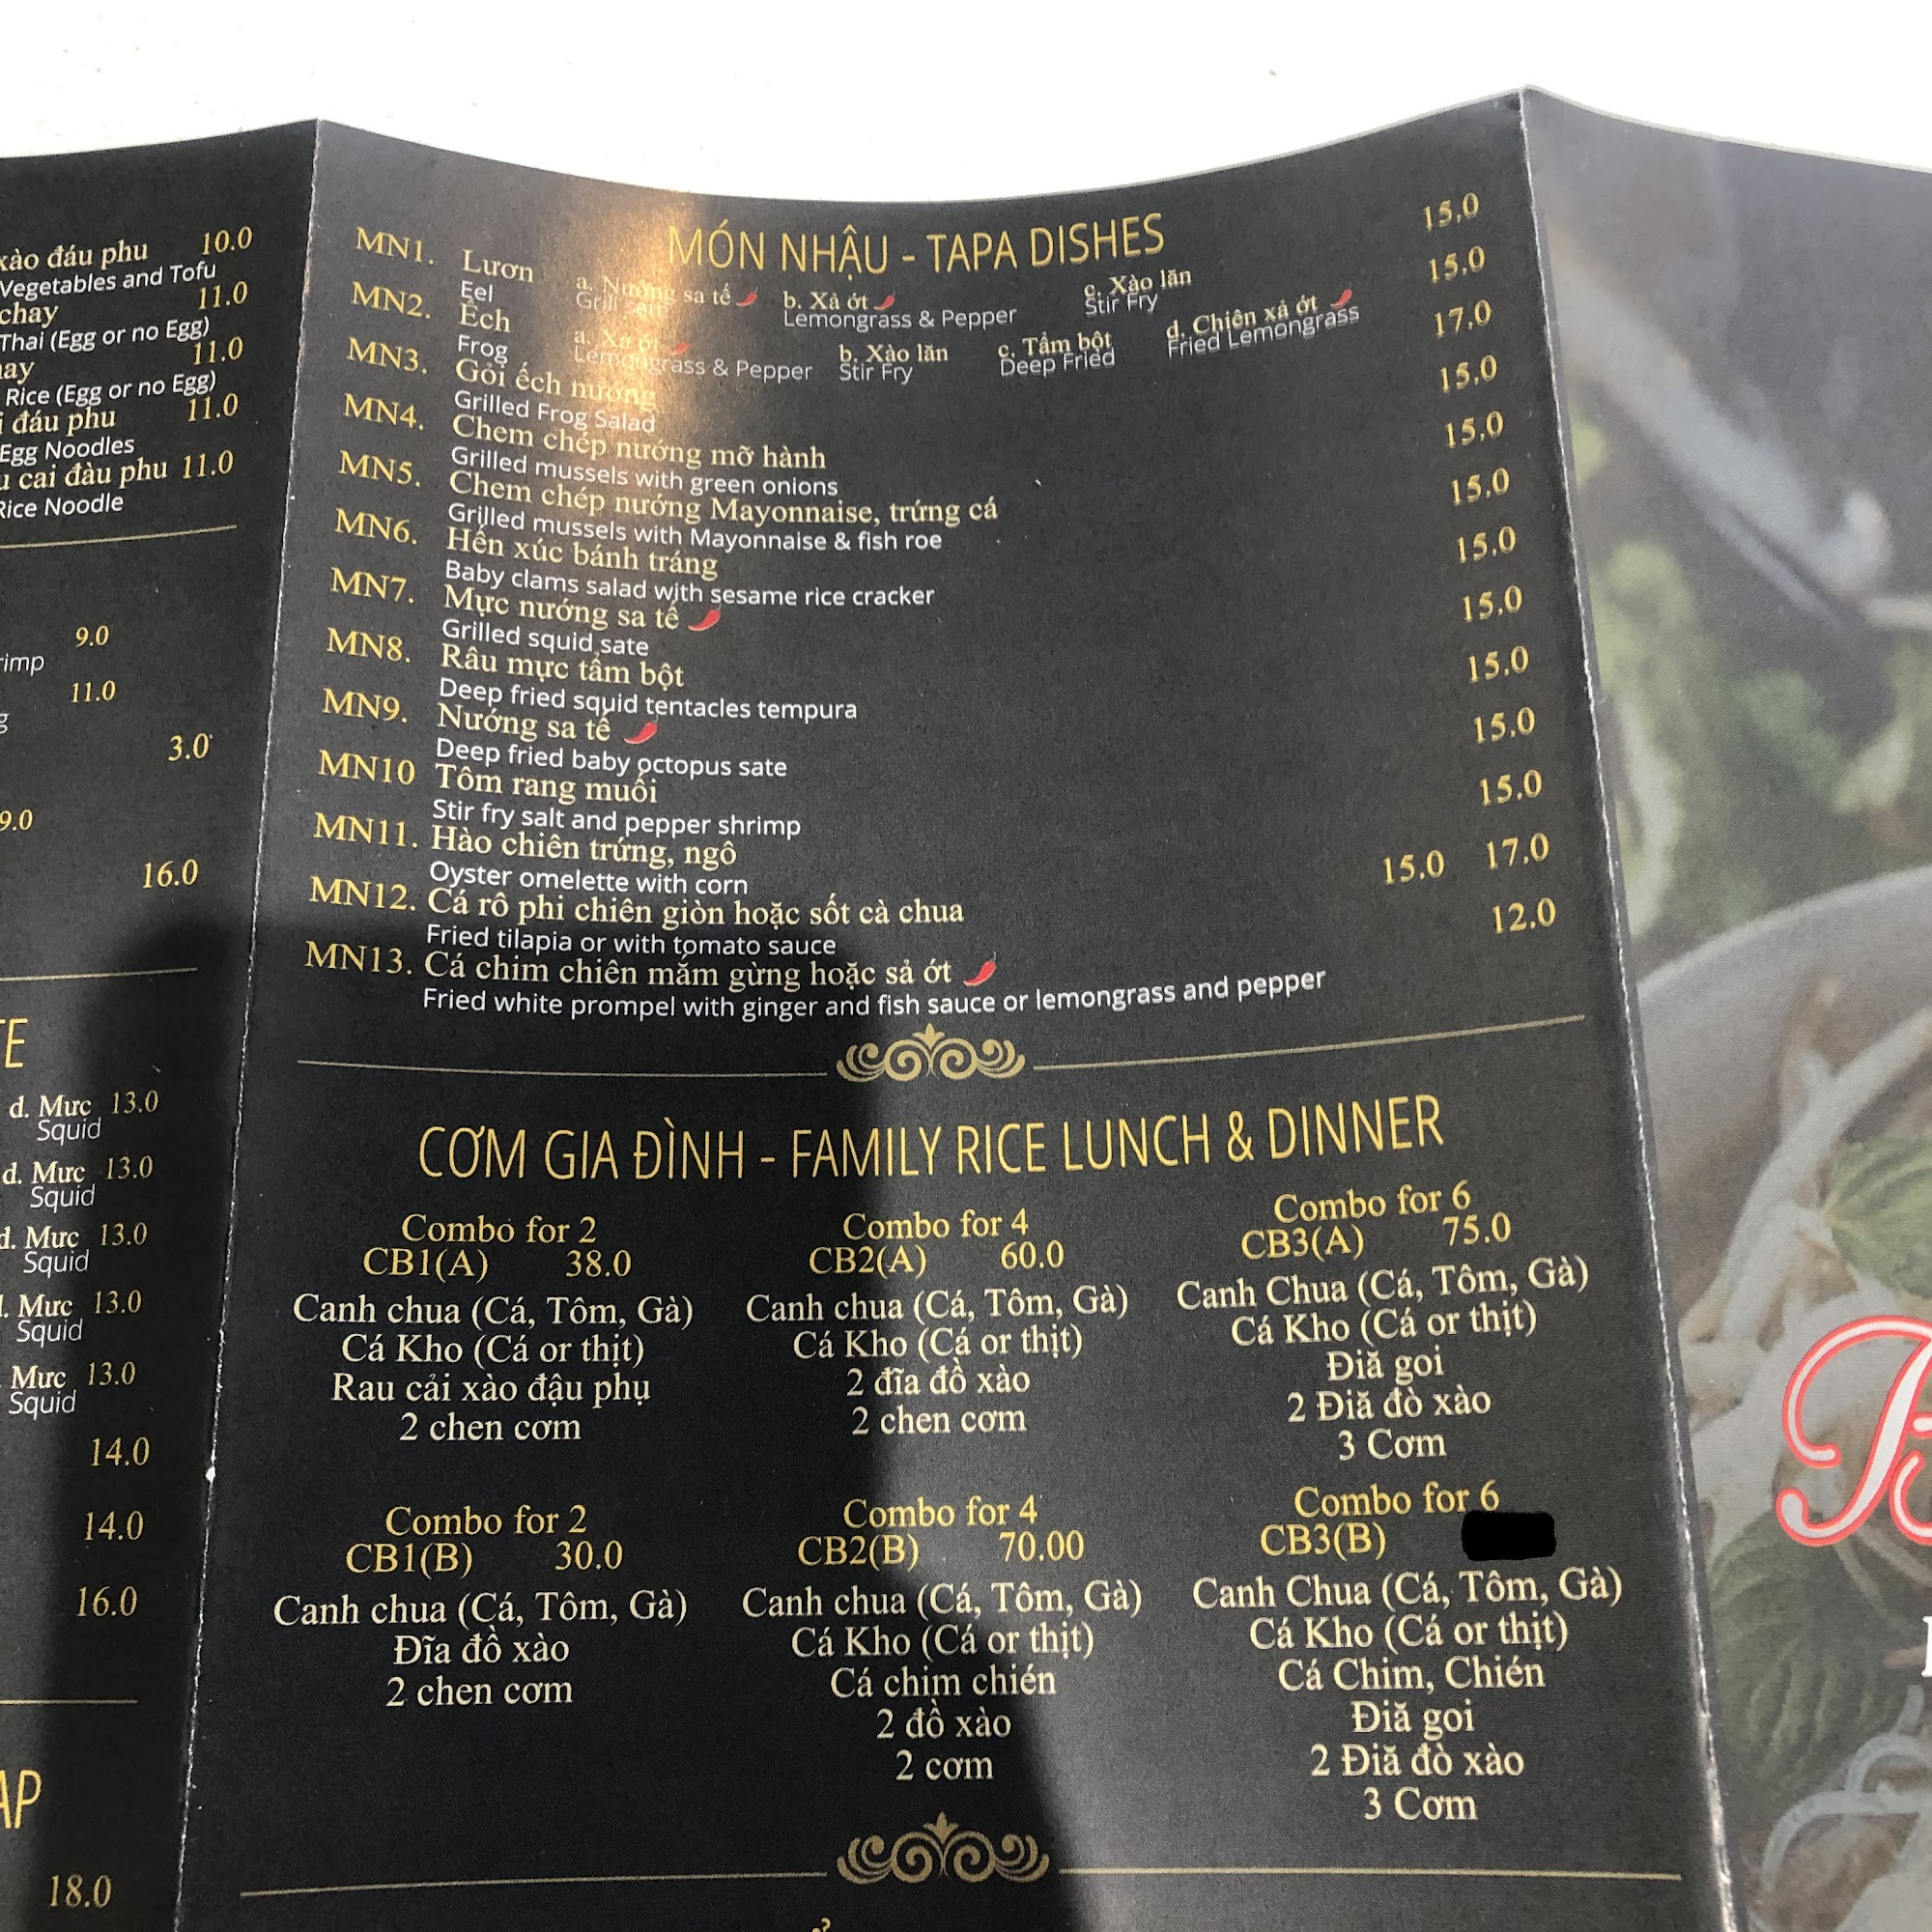 xào đáu phu 10.0
Vegetables and Tofu
chay 11.0
Thai (Egg or no Egg)
ay 11.0
Rice (Egg or no Egg)
i đáu phu 11.0
Egg Noodles
u cai đàu phu 11.0
Rice Noodle
9.0
rimp
11.0
g
3.0
9.0
16.0
TE
d. Mưc 13.0
Squid
d. Mưc 13.0
Squid
d. Mưc 13.0
Squid
d. Mưc 13.0
Squid
Mưc 13.0
Squid
14.0
14.0
16.0
AP
18.0
MÓN NHẬU - TAPA DISHES
MN1. Lươn a. Nướng sa tế b. Xả ớt c. Xào lăn 15.0
Eel Grill Sate Lemongrass & Pepper Stir Fry
MN2. Ếch a. Xả ớt b. Xào lăn c. Tẩm bột d. Chiên xả ớt 15.0
Frog Lemongrass & Pepper Stir Fry Deep Fried Fried Lemongrass
MN3. Gỏi ếch nướng 17.0
Grilled Frog Salad
MN4. Chem chép nướng mỡ hành 15.0
Grilled mussels with green onions
MN5. Chem chép nướng Mayonnaise, trứng cá 15.0
Grilled mussels with Mayonnaise & fish roe
MN6. Hến xúc bánh tráng 15.0
Baby clams salad with sesame rice cracker
MN7. Mực nướng sa tế 15.0
Grilled squid sate
MN8. Râu mực tẩm bột 15.0
Deep fried squid tentacles tempura
MN9. Nướng sa tế 15.0
Deep fried baby octopus sate
MN10 Tôm rang muối 15.0
Stir fry salt and pepper shrimp
MN11. Hào chiên trứng, ngô 15.0
Oyster omelette with corn
MN12. Cá rô phi chiên giòn hoặc sốt cà chua 15.0 17.0
Fried tilapia or with tomato sauce
MN13. Cá chim chiên mắm gừng hoặc sả ớt 12.0
Fried white prompel with ginger and fish sauce or lemongrass and pepper
CƠM GIA ĐÌNH - FAMILY RICE LUNCH & DINNER
Combo for 2
CB1(A) 38.0
Canh chua (Cá, Tôm, Gà)
Cá Kho (Cá or thịt)
Rau cải xào đậu phụ
2 chen cơm
Combo for 4
CB2(A) 60.0
Canh chua (Cá, Tôm, Gà)
Cá Kho (Cá or thịt)
2 đĩa đồ xào
2 chen cơm
Combo for 6
CB3(A) 75.0
Canh Chua (Cá, Tôm, Gà)
Cá Kho (Cá or thịt)
Điă goi
2 Điă đò xào
3 Cơm
Combo for 2
CB1(B) 30.0
Canh chua (Cá, Tôm, Gà)
Đĩa đồ xào
2 chen cơm
Combo for 4
CB2(B) 70.00
Canh chua (Cá, Tôm, Gà)
Cá Kho (Cá or thịt)
Cá chim chién
2 đồ xào
2 cơm
Combo for 6
CB3(B)
Canh Chua (Cá, Tôm, Gà)
Cá Kho (Cá or thịt)
Cá Chim, Chién
Điă goi
2 Điă đò xào
3 Cơm